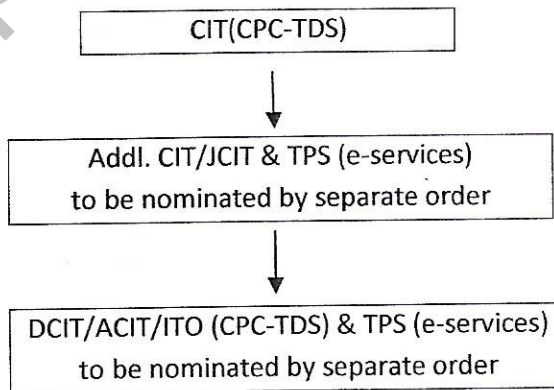 CIT(CPC-TDS)
Addl. CIT/JCIT & TPS (e-services)
to be nominated by separate order
DCIT/ACIT/ITO (CPC-TDS) & TPS (e-services)
to be nominated by separate order